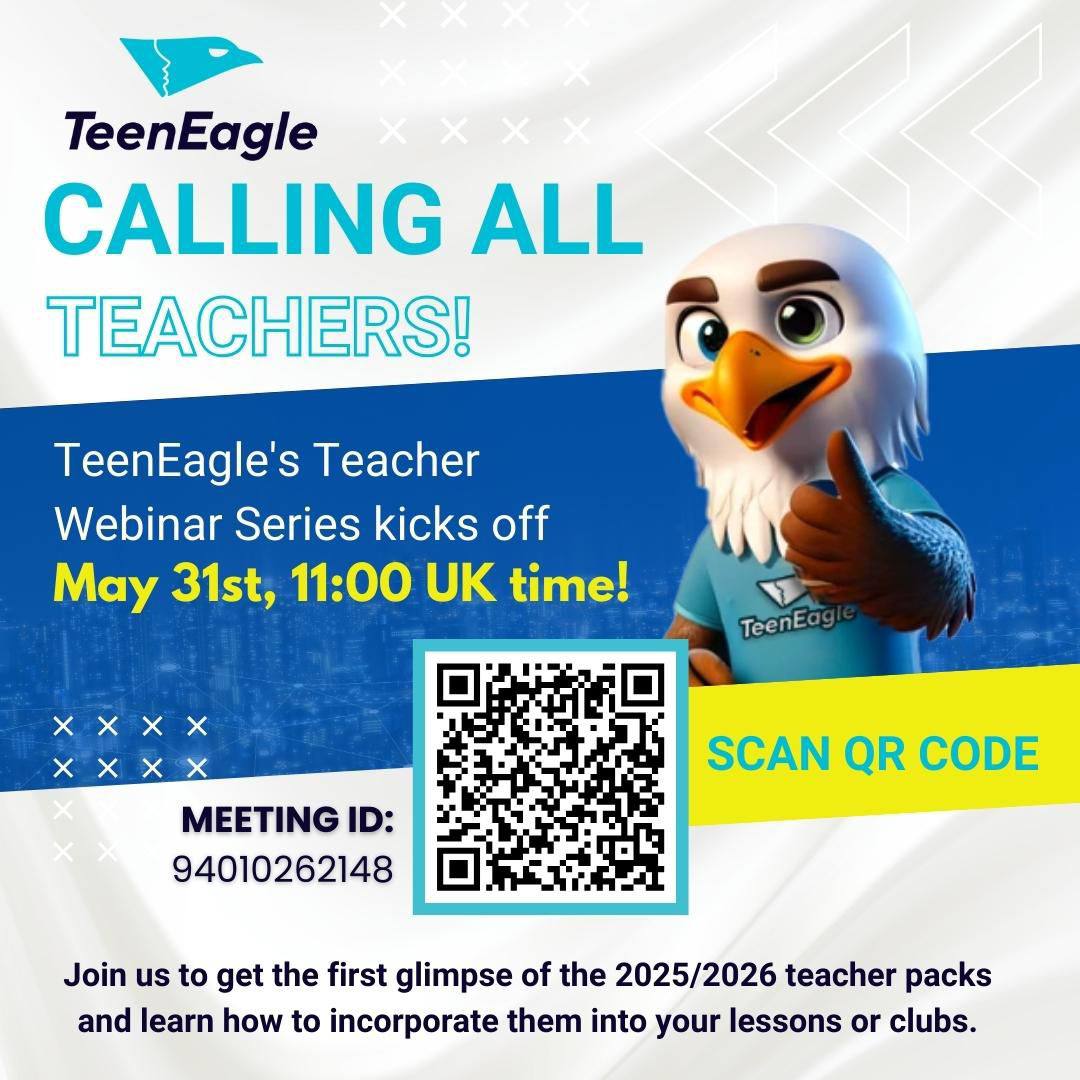 TeenEagle
CALLING ALL
TEACHERS!
TeenEagle's Teacher
Webinar Series kicks off
May 31st, 11:00 UK time!
TeenEagle
SCAN QR CODE
MEETING ID:
94010262148
Join us to get the first glimpse of the 2025/2026 teacher packs
and learn how to incorporate them into your lessons or clubs.